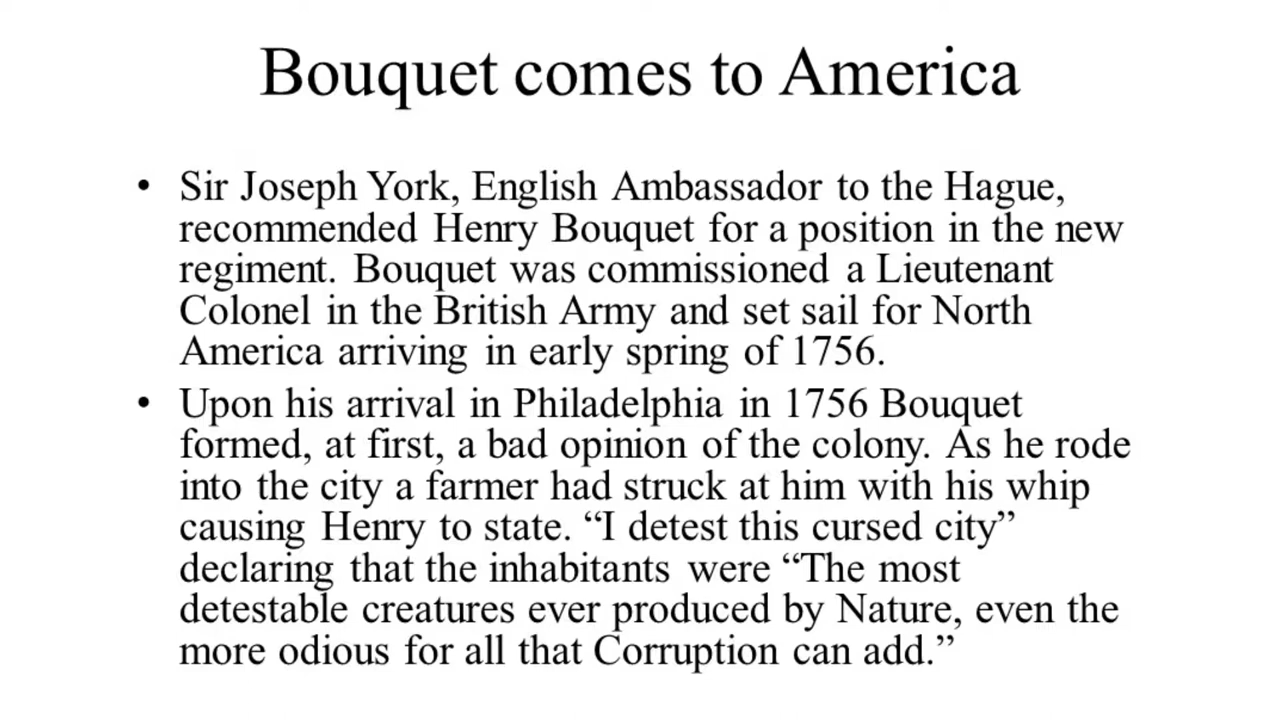 Bouquet comes to America
• Sir Joseph York, English Ambassador to the Hague,
recommended Henry Bouquet for a position in the new
regiment. Bouquet was commissioned a Lieutenant
Colonel in the British Army and set sail for North
America arriving in early spring of 1756.
• Upon his arrival in Philadelphia in 1756 Bouquet
formed, at first, a bad opinion of the colony. As he rode
into the city a farmer had struck at him with his whip
causing Henry to state. “I detest this cursed city”
declaring that the inhabitants were “The most
detestable creatures ever produced by Nature, even the
more odious for all that Corruption can add.”